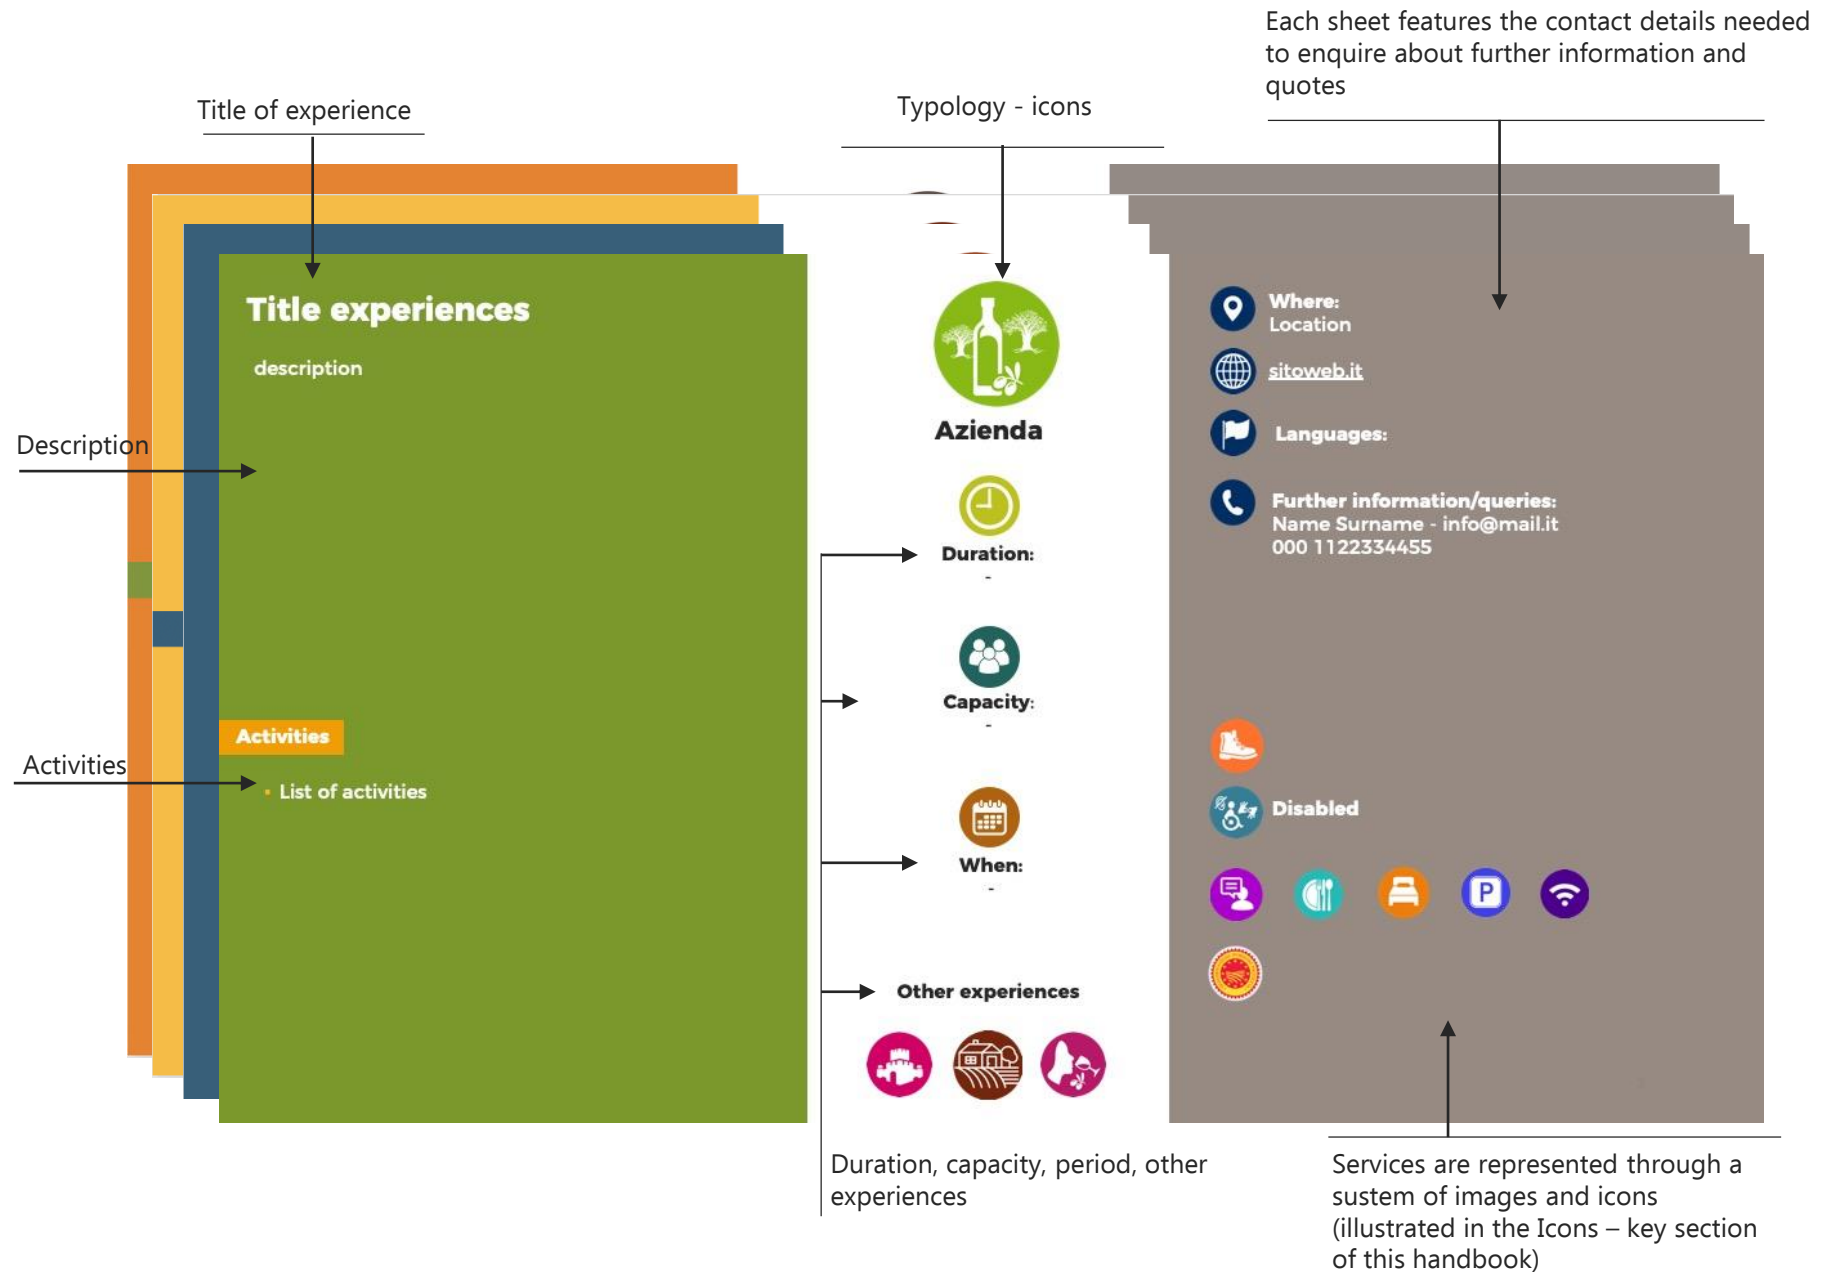 Each sheet features the contact details needed
to enquire about further information and
quotes
Title of experience
Typology - icons
Title experiences
description
Description
Activities
Activities
List of activities
Azienda
Duration:
-
Capacity:
-
When:
-
Other experiences
Where:
Location
sitoweb.it
Languages:
Further information/queries:
Name Surname - info@mail.it
000 1122334455
Disabled
P
Duration, capacity, period, other
experiences
Services are represented through a
sustem of images and icons
(illustrated in the Icons – key section
of this handbook)